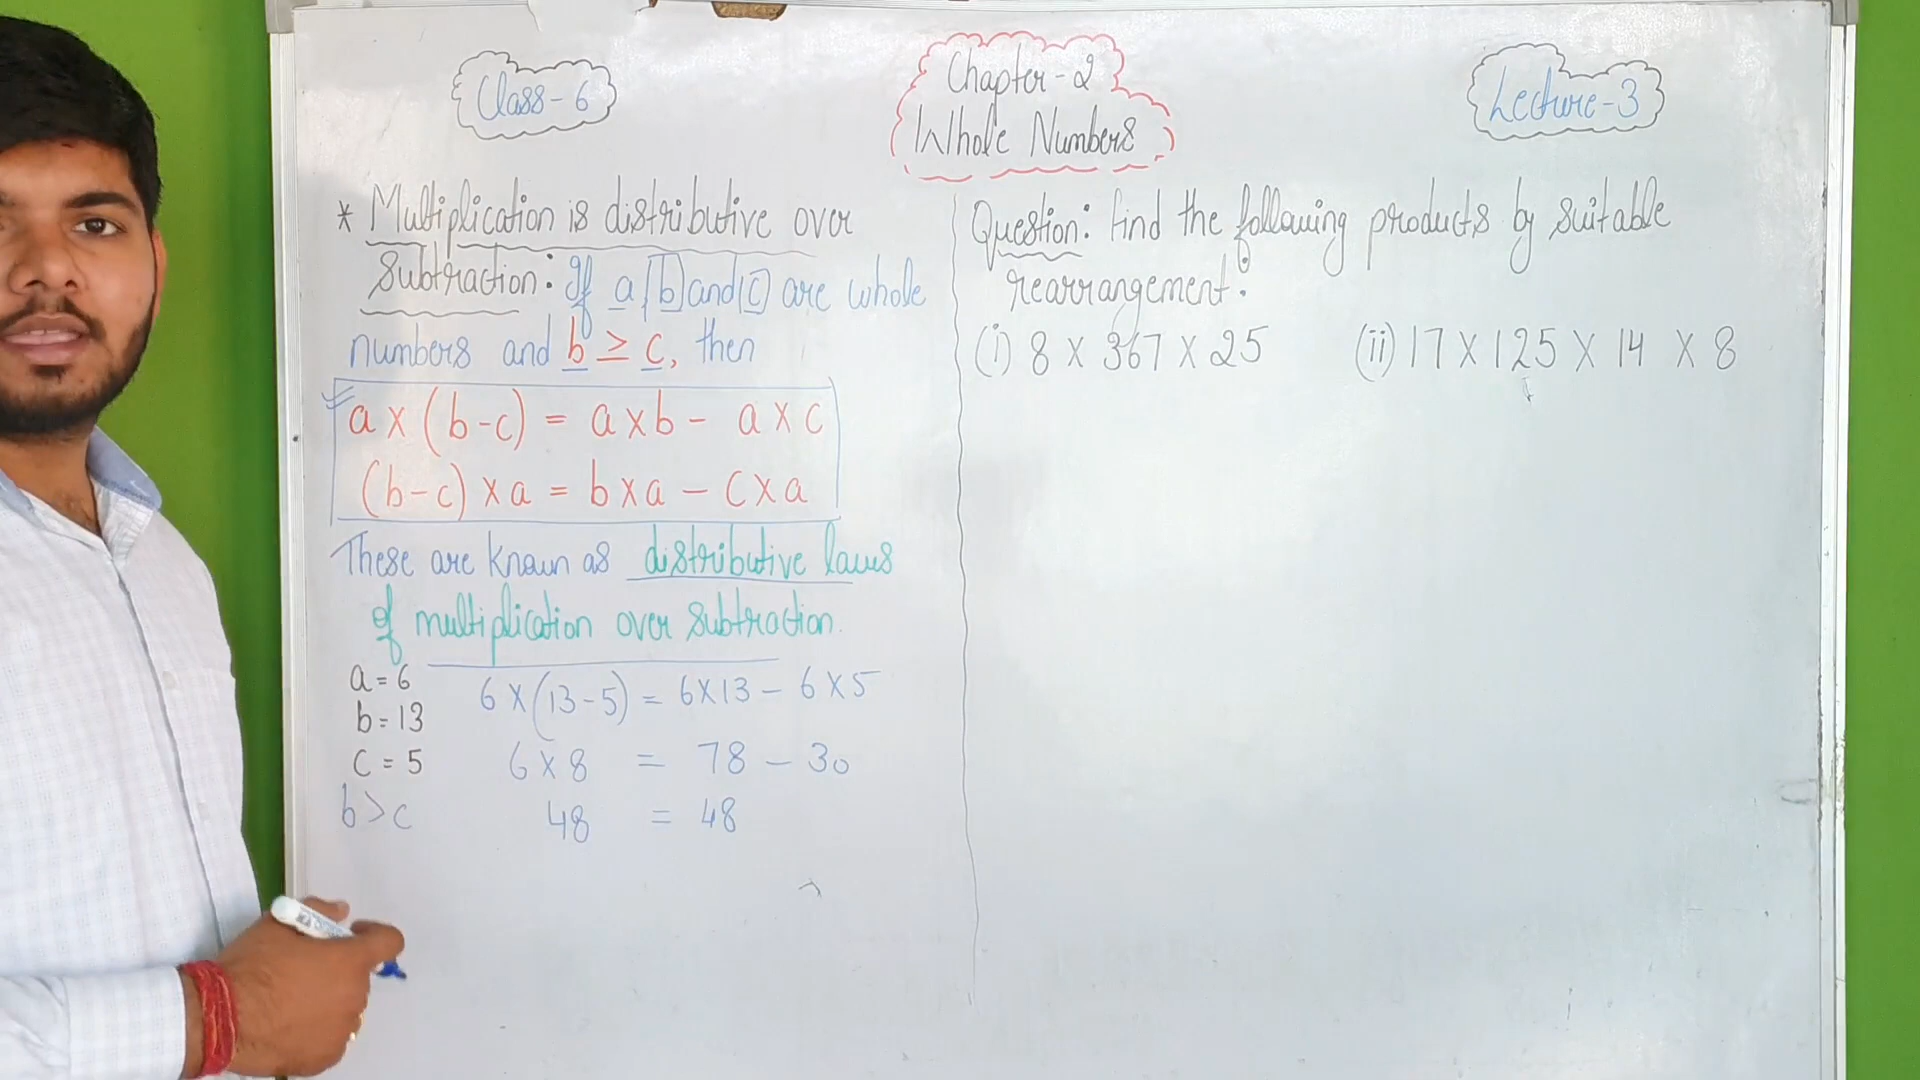 Class-6
Chapter-2
Whole Numbers
Lecture-3
* Multiplication is distributive over
Subtraction: If a, b and c are whole
numbers and b ≥ c, then
a × (b-c) = a×b - a×c
(b-c) × a = b×a - c×a
These are known as distributive laws
of multiplication over subtraction.
a = 6
b = 13
c = 5
b > c
6 × (13-5) = 6×13 - 6×5
6×8 = 78 - 30
48 = 48
Question: Find the following products by suitable
rearrangement:
(i) 8 × 367 × 25 (ii) 17 × 125 × 14 × 8